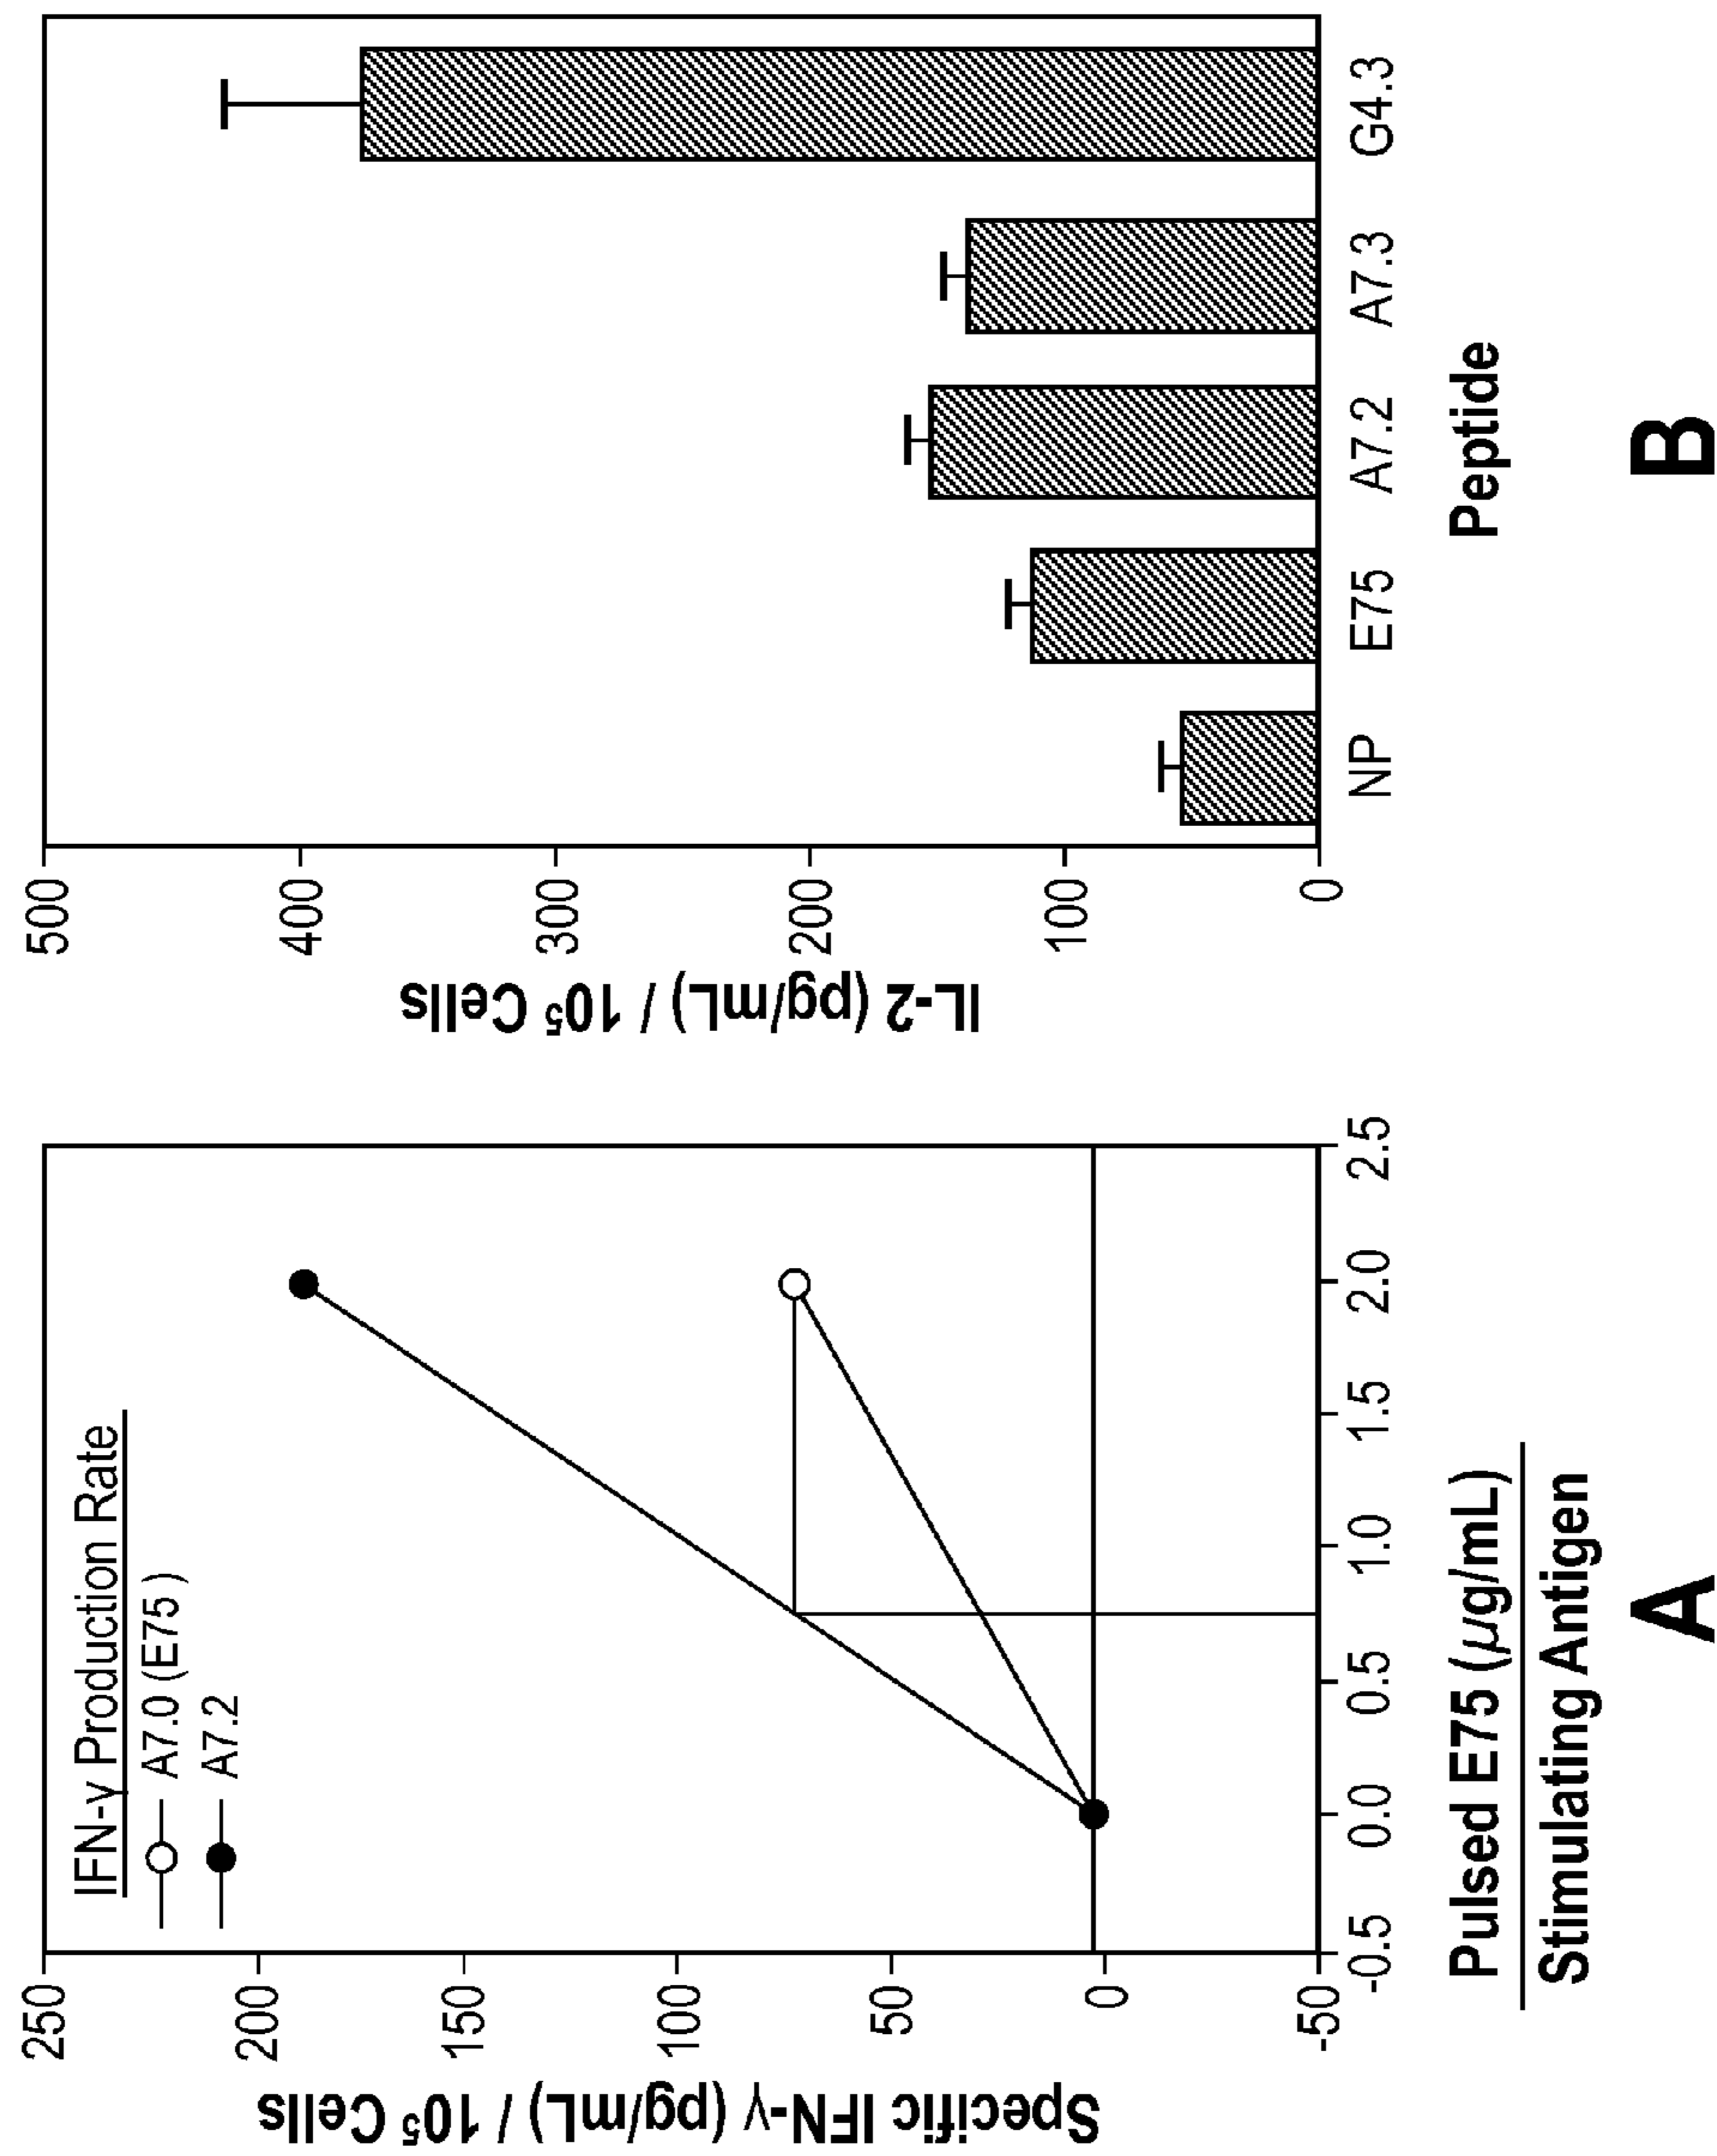 IFN-γ Production Rate
A7.0 (E75)
A7.2
Specific IFN-γ (pg/mL) / 10⁵ Cells
250
200
150
100
50
0
-50
-0.5 0.0 0.5 1.0 1.5 2.0 2.5
Pulsed E75 (μg/mL)
Stimulating Antigen
A
IL-2 (pg/mL) / 10⁵ Cells
500
400
300
200
100
0
NP E75 A7.2 A7.3 G4.3
Peptide
B